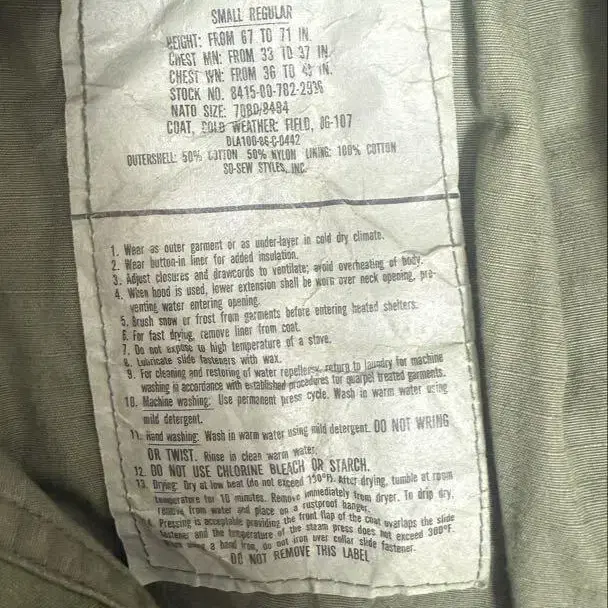 SMALL REGULAR
HEIGHT: FROM 67 TO 71 IN.
CHEST MN: FROM 33 TO 37 IN.
CHEST WN: FROM 36 TO IN.
STOCK NO. 8415-00-782-2936
NATO SIZE: 7080/9494
COAT, COLD WEATHER: FIELD, OG-107
DLA100-86-C-0442
OUTERSHELL: 50% COTTON 50% NYLON LINING: 100% COTTON
SO-SEW STYLES, INC.
1. Wear as outer garment or as under-layer in cold dry climate.
2. Wear button-in liner for added insulation.
3. Adjust closures and drawcords to ventilate; avoid overheating of body.
4. When hood is used, lower extension shall be worn over neck opening, pre-
venting water entering opening.
5. Brush snow or frost from garments before entering heated shelters.
6. For fast drying, remove liner from coat.
7. Do not expose to high temperature of a stove.
8. Lubricate slide fasteners with wax.
9. For cleaning and restoring of water repellency, return to laundry for machine
washing in accordance with established procedures for quarpel treated garments.
10. Machine washing: Use permanent press cycle. Wash in warm water using
mild detergent.
11. Hand washing: Wash in warm water using mild detergent. DO NOT WRING
OR TWIST. Rinse in clean warm water.
12. DO NOT USE CHLORINE BLEACH OR STARCH.
13. Drying: Dry at low heat (do not exceed 150°F). After drying, tumble at room
temperature for 10 minutes. Remove immediately from dryer. To drip dry,
remove from water and place on a rustproof hanger.
14. Pressing is acceptable providing the front flap of the coat overlaps the slide
fastener and the temperature of the steam press does not exceed 300°F.
When using a hand iron, do not iron over collar slide fastener.
DO NOT REMOVE THIS LABEL